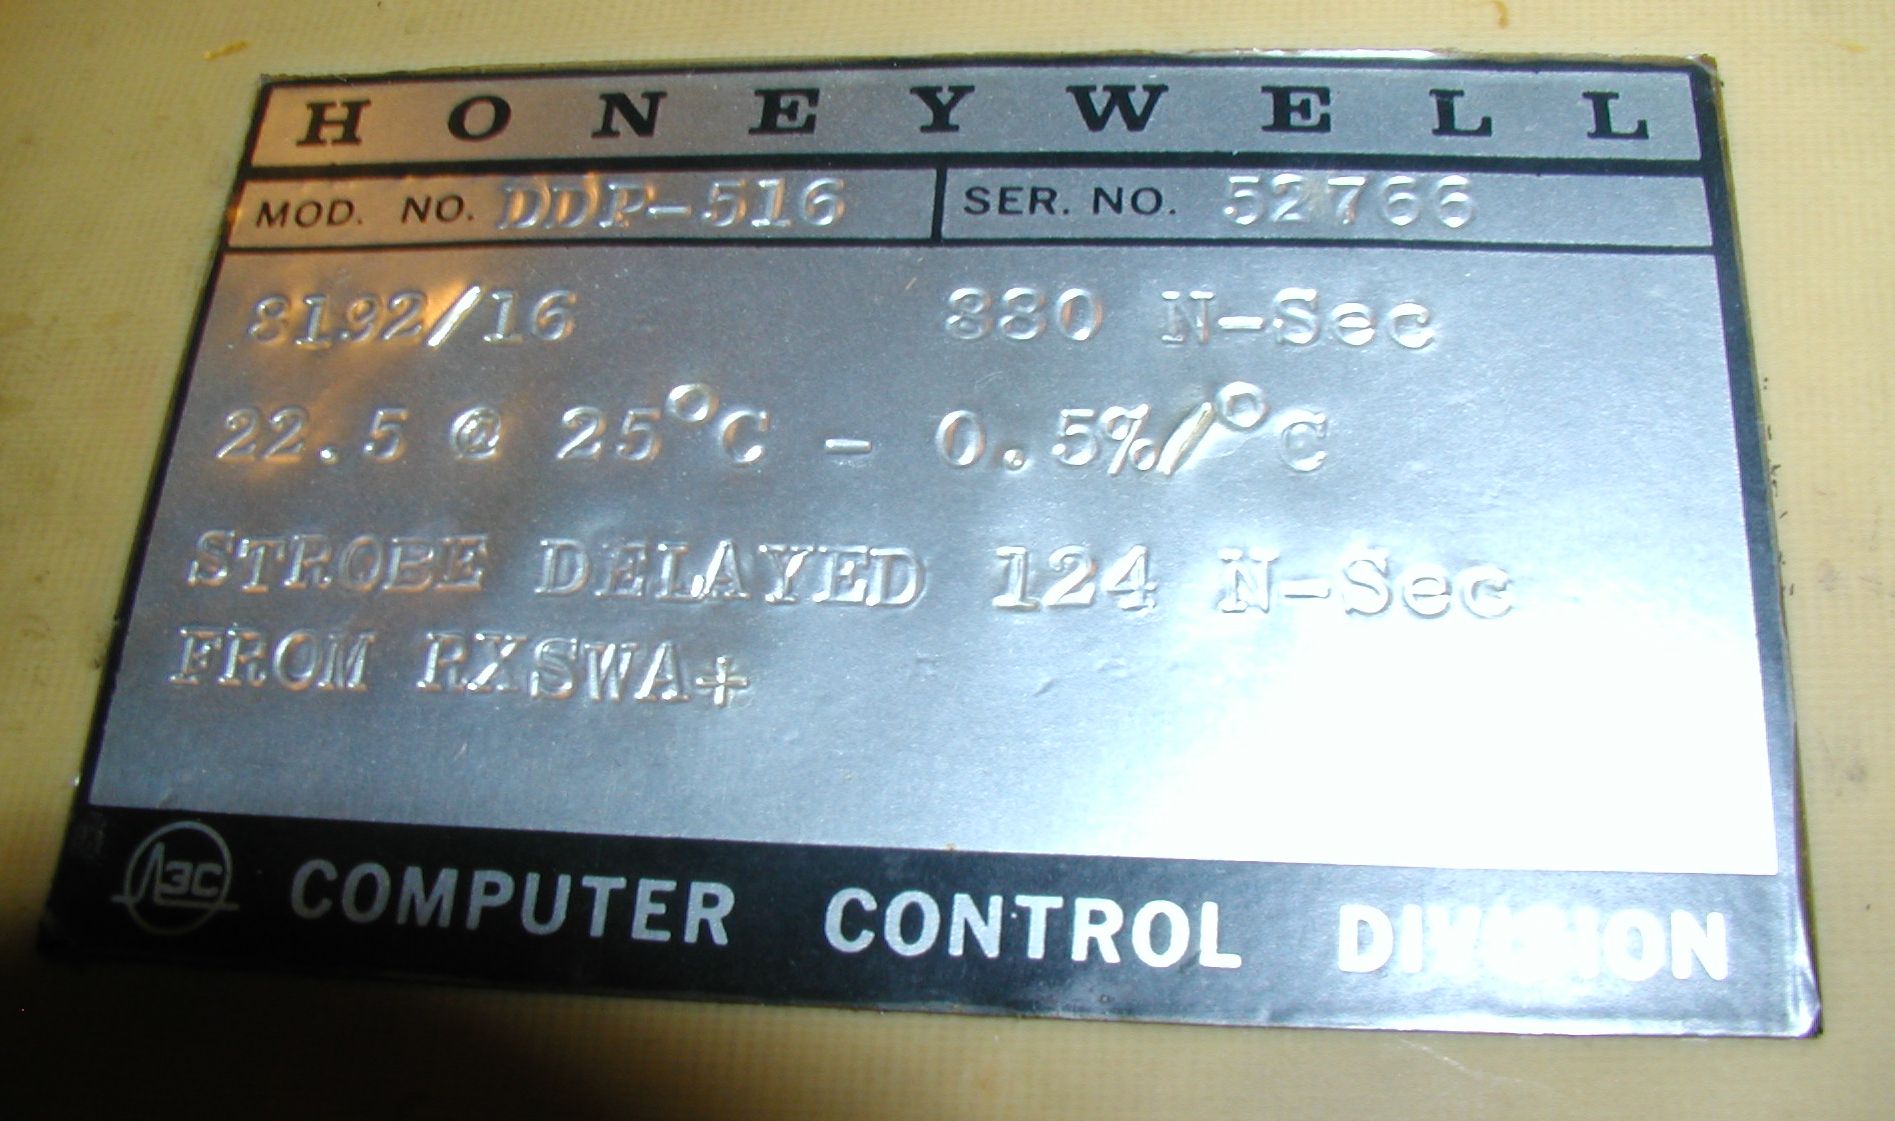 HONEYWELL
MOD. NO. DDP-516 SER. NO. 52766
8192/16 880 N-Sec
22.5 @ 25°C - 0.5%/°C
STROBE DELAYED 124 N-Sec
FROM RXSWA+
3C COMPUTER CONTROL DIVISION